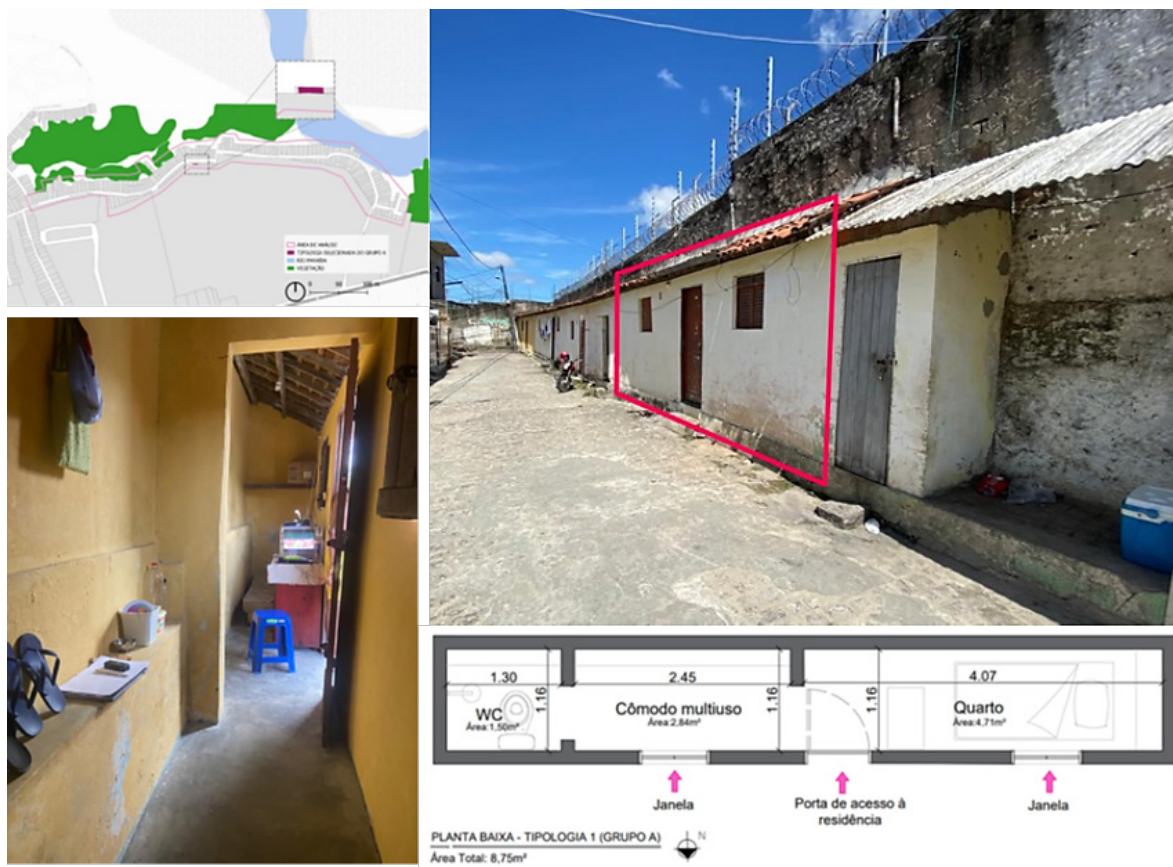 ÁREA DE ANÁLISE
TIPOLOGIA SELECIONADA DO GRUPO A
RIO PARAÍBA
VEGETAÇÃO
0 50 100 m
1.30
2.45
4.07
1.16
1.16
1.16
WC
Área:1,50m²
Cômodo multiuso
Área:2,84m²
Quarto
Área:4,71m²
Janela
Porta de acesso à
residência
Janela
PLANTA BAIXA - TIPOLOGIA 1 (GRUPO A)
N
Área Total: 8,75m²